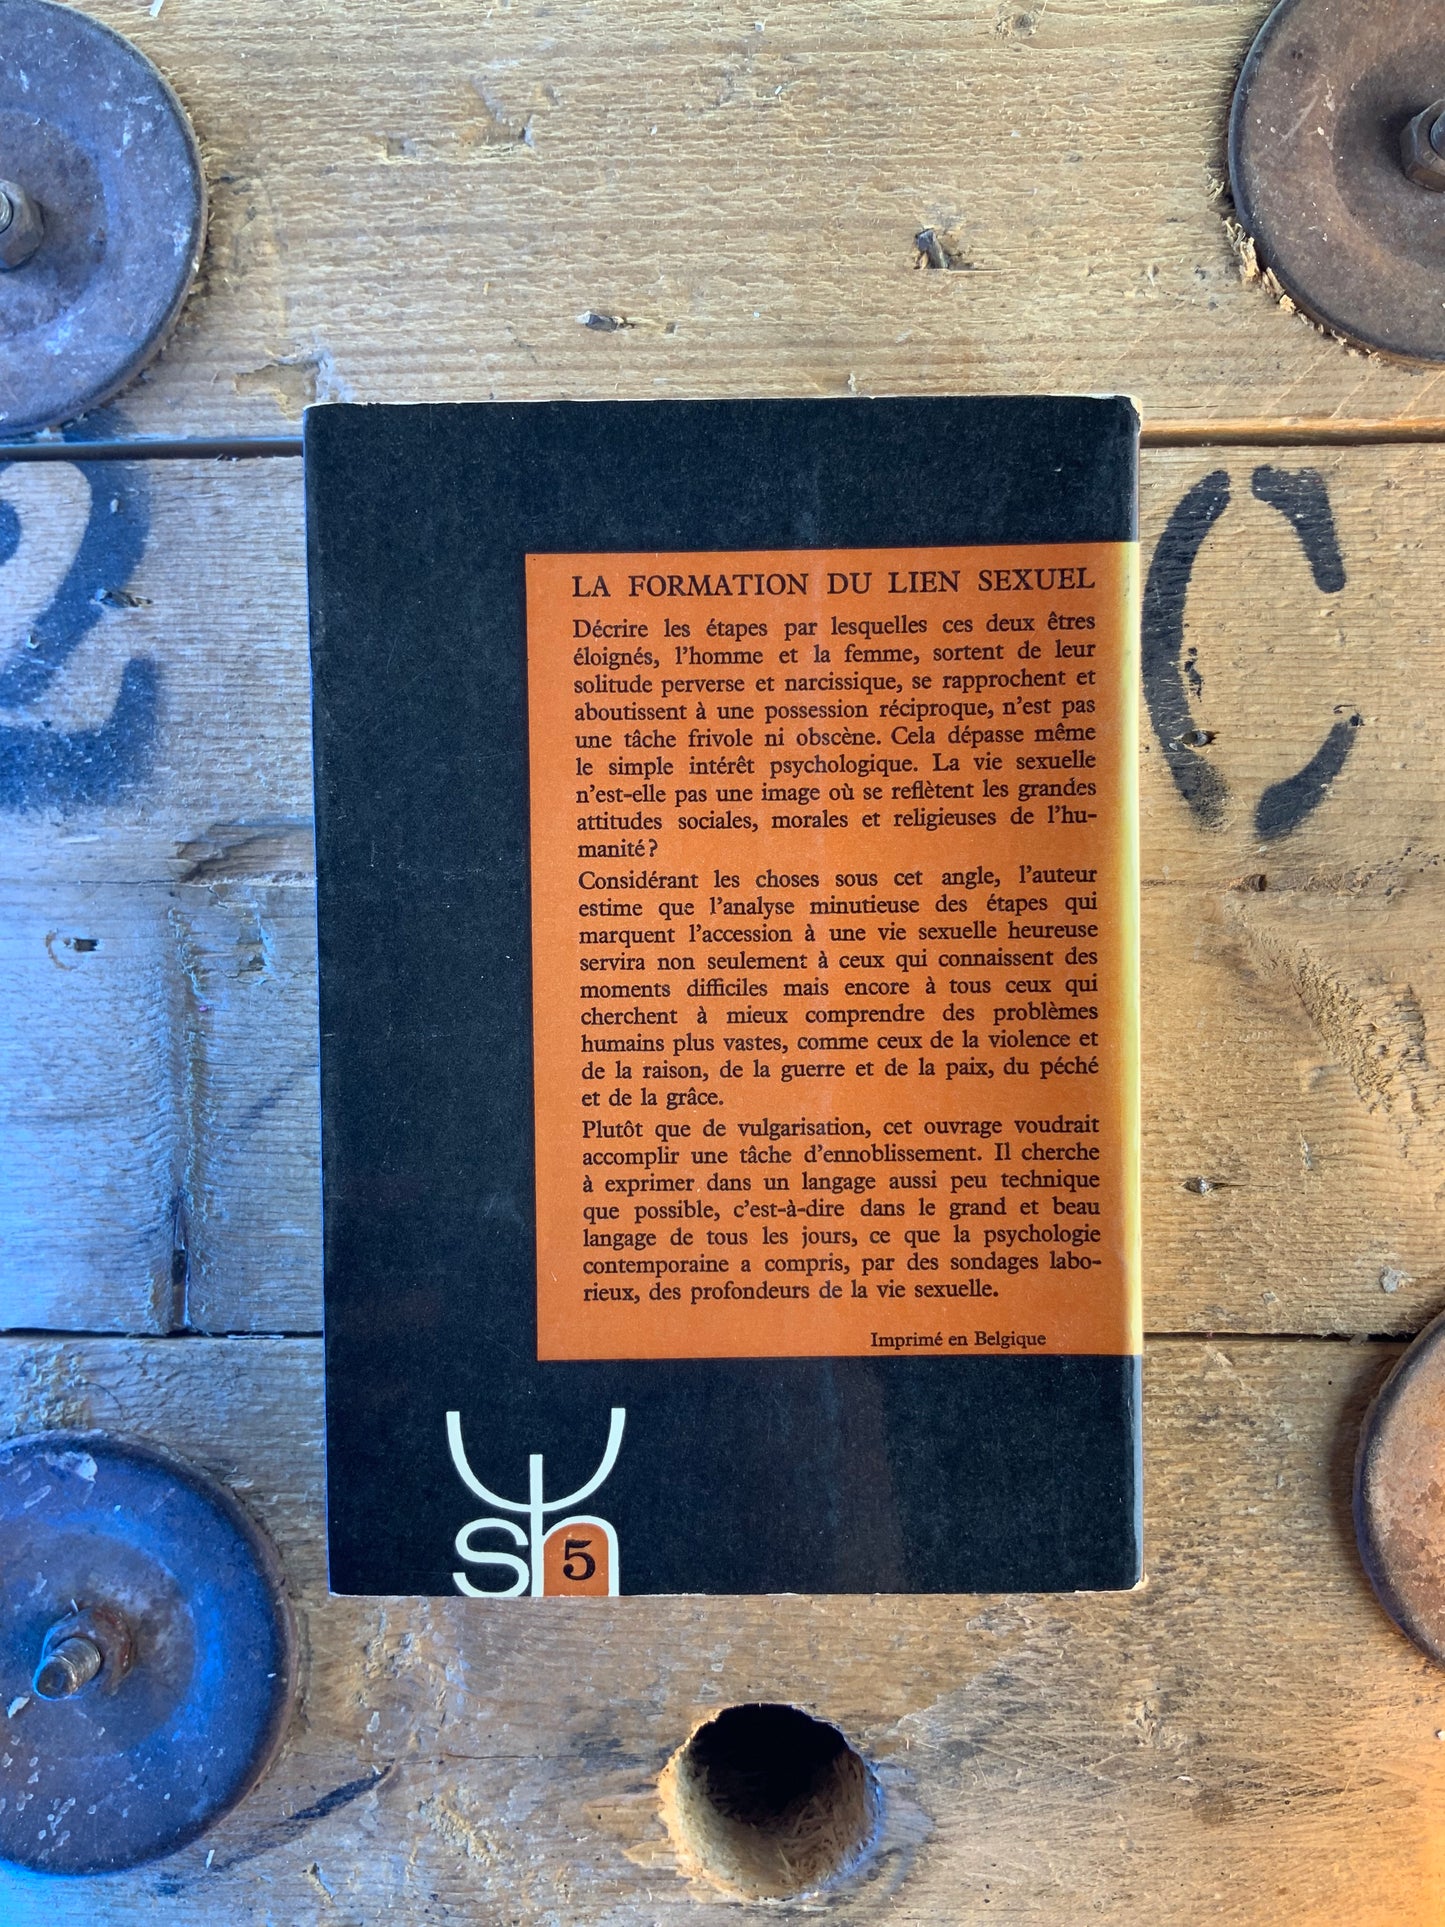 LA FORMATION DU LIEN SEXUEL
Décrire les étapes par lesquelles ces deux êtres
éloignés, l'homme et la femme, sortent de leur
solitude perverse et narcissique, se rapprochent et
aboutissent à une possession réciproque, n'est pas
une tâche frivole ni obscène. Cela dépasse même
le simple intérêt psychologique. La vie sexuelle
n'est-elle pas une image où se reflètent les grandes
attitudes sociales, morales et religieuses de l'hu-
manité?
Considérant les choses sous cet angle, l'auteur
estime que l'analyse minutieuse des étapes qui
marquent l'accession à une vie sexuelle heureuse
servira non seulement à ceux qui connaissent des
moments difficiles mais encore à tous ceux qui
cherchent à mieux comprendre des problèmes
humains plus vastes, comme ceux de la violence et
de la raison, de la guerre et de la paix, du péché
et de la grâce.
Plutôt que de vulgarisation, cet ouvrage voudrait
accomplir une tâche d'ennoblissement. Il cherche
à exprimer dans un langage aussi peu technique
que possible, c'est-à-dire dans le grand et beau
langage de tous les jours, ce que la psychologie
contemporaine a compris, par des sondages labo-
rieux, des profondeurs de la vie sexuelle.
Imprimé en Belgique
sh
5
2
C